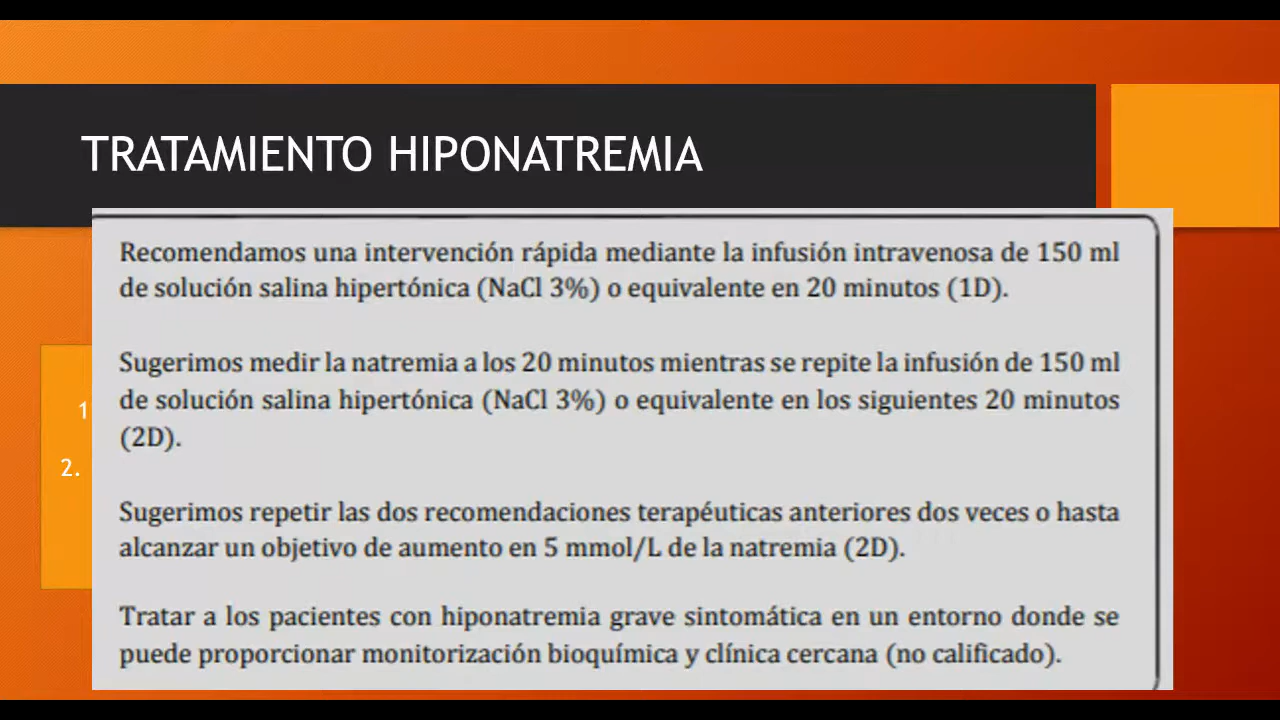 TRATAMIENTO HIPONATREMIA
Recomendamos una intervención rápida mediante la infusión intravenosa de 150 ml
de solución salina hipertónica (NaCl 3%) o equivalente en 20 minutos (1D).
Sugerimos medir la natremia a los 20 minutos mientras se repite la infusión de 150 ml
1
de solución salina hipertónica (NaCl 3%) o equivalente en los siguientes 20 minutos
(2D).
2.
Sugerimos repetir las dos recomendaciones terapéuticas anteriores dos veces o hasta
alcanzar un objetivo de aumento en 5 mmol/L de la natremia (2D).
Tratar a los pacientes con hiponatremia grave sintomática en un entorno donde se
puede proporcionar monitorización bioquímica y clínica cercana (no calificado).